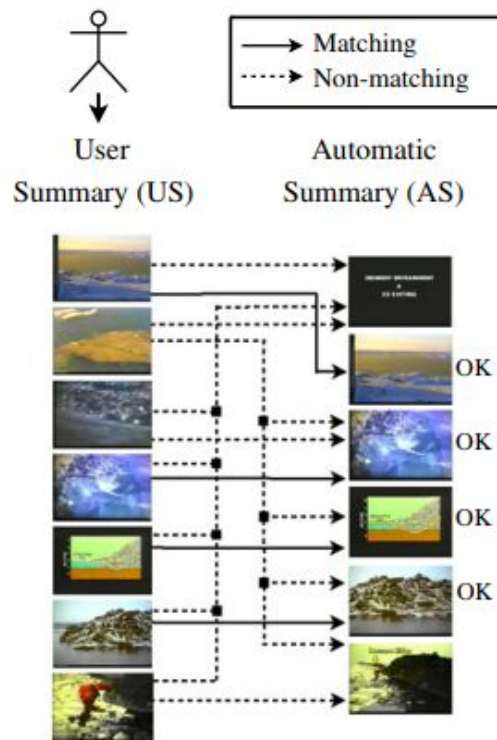 Matching
Non-matching
User
Summary (US)
Automatic
Summary (AS)
OK
OK
OK
OK